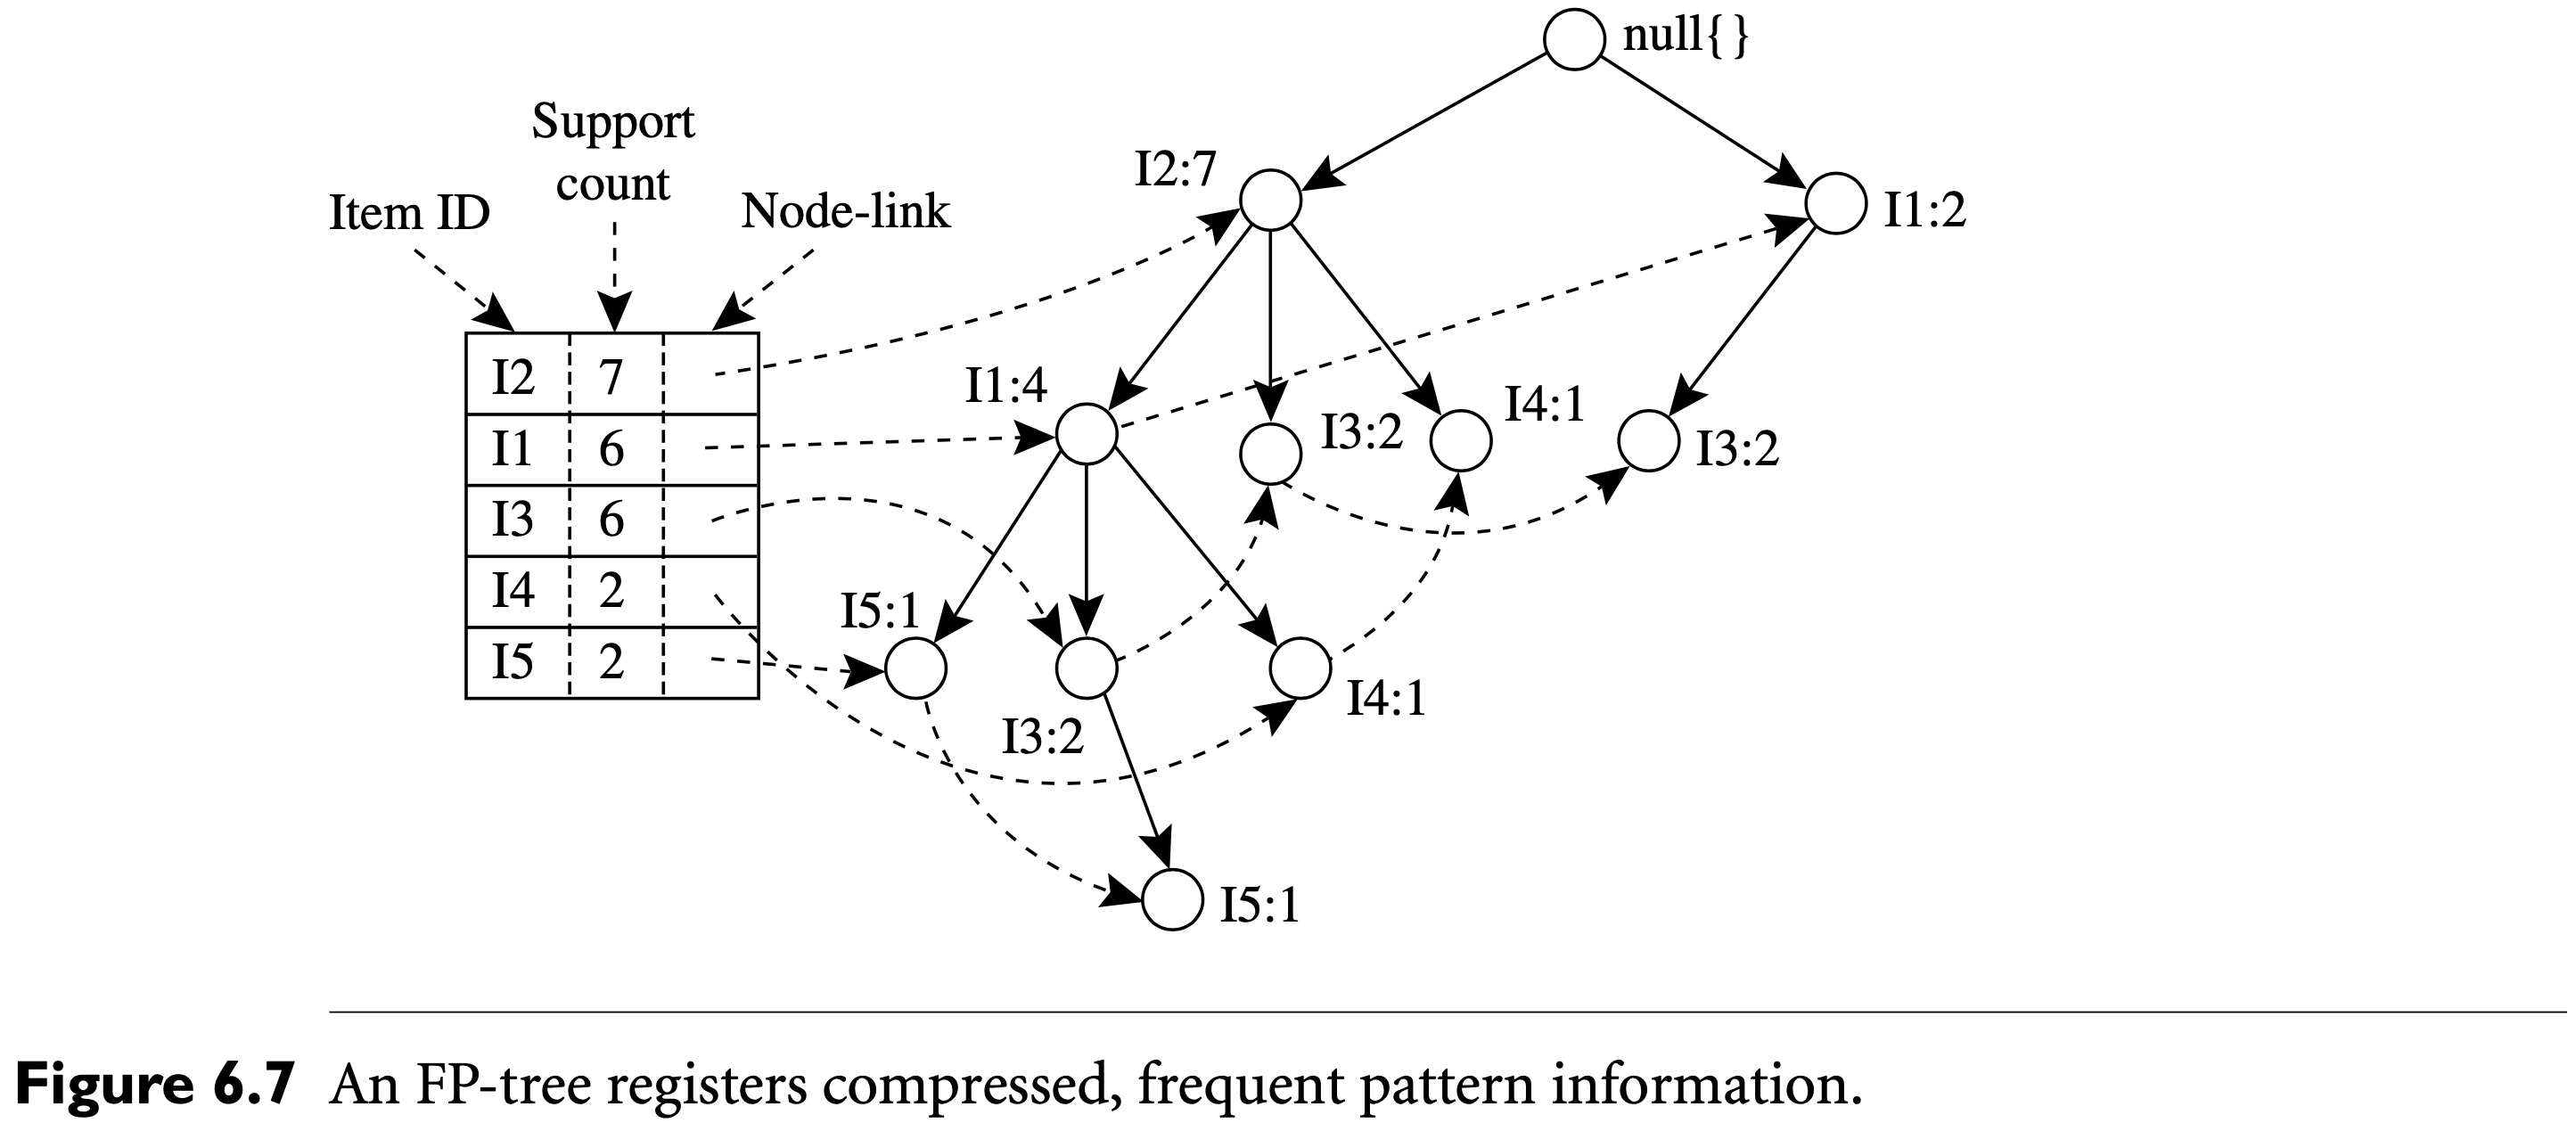 null{}
Support
count
Item ID
Node-link
I2:7
I1:2
I2 7
I1 6
I3 6
I4 2
I5 2
I1:4
I3:2
I4:1
I3:2
I5:1
I3:2
I4:1
I5:1
Figure 6.7 An FP-tree registers compressed, frequent pattern information.